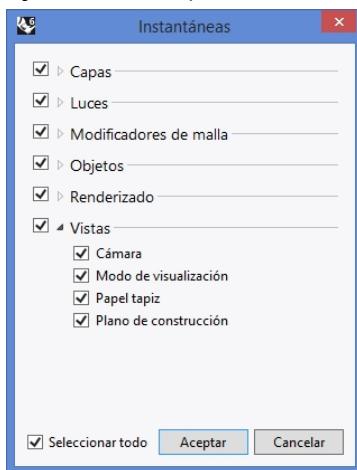 Instantáneas
Capas
Luces
Modificadores de malla
Objetos
Renderizado
Vistas
Cámara
Modo de visualización
Papel tapiz
Plano de construcción
Seleccionar todo Aceptar Cancelar